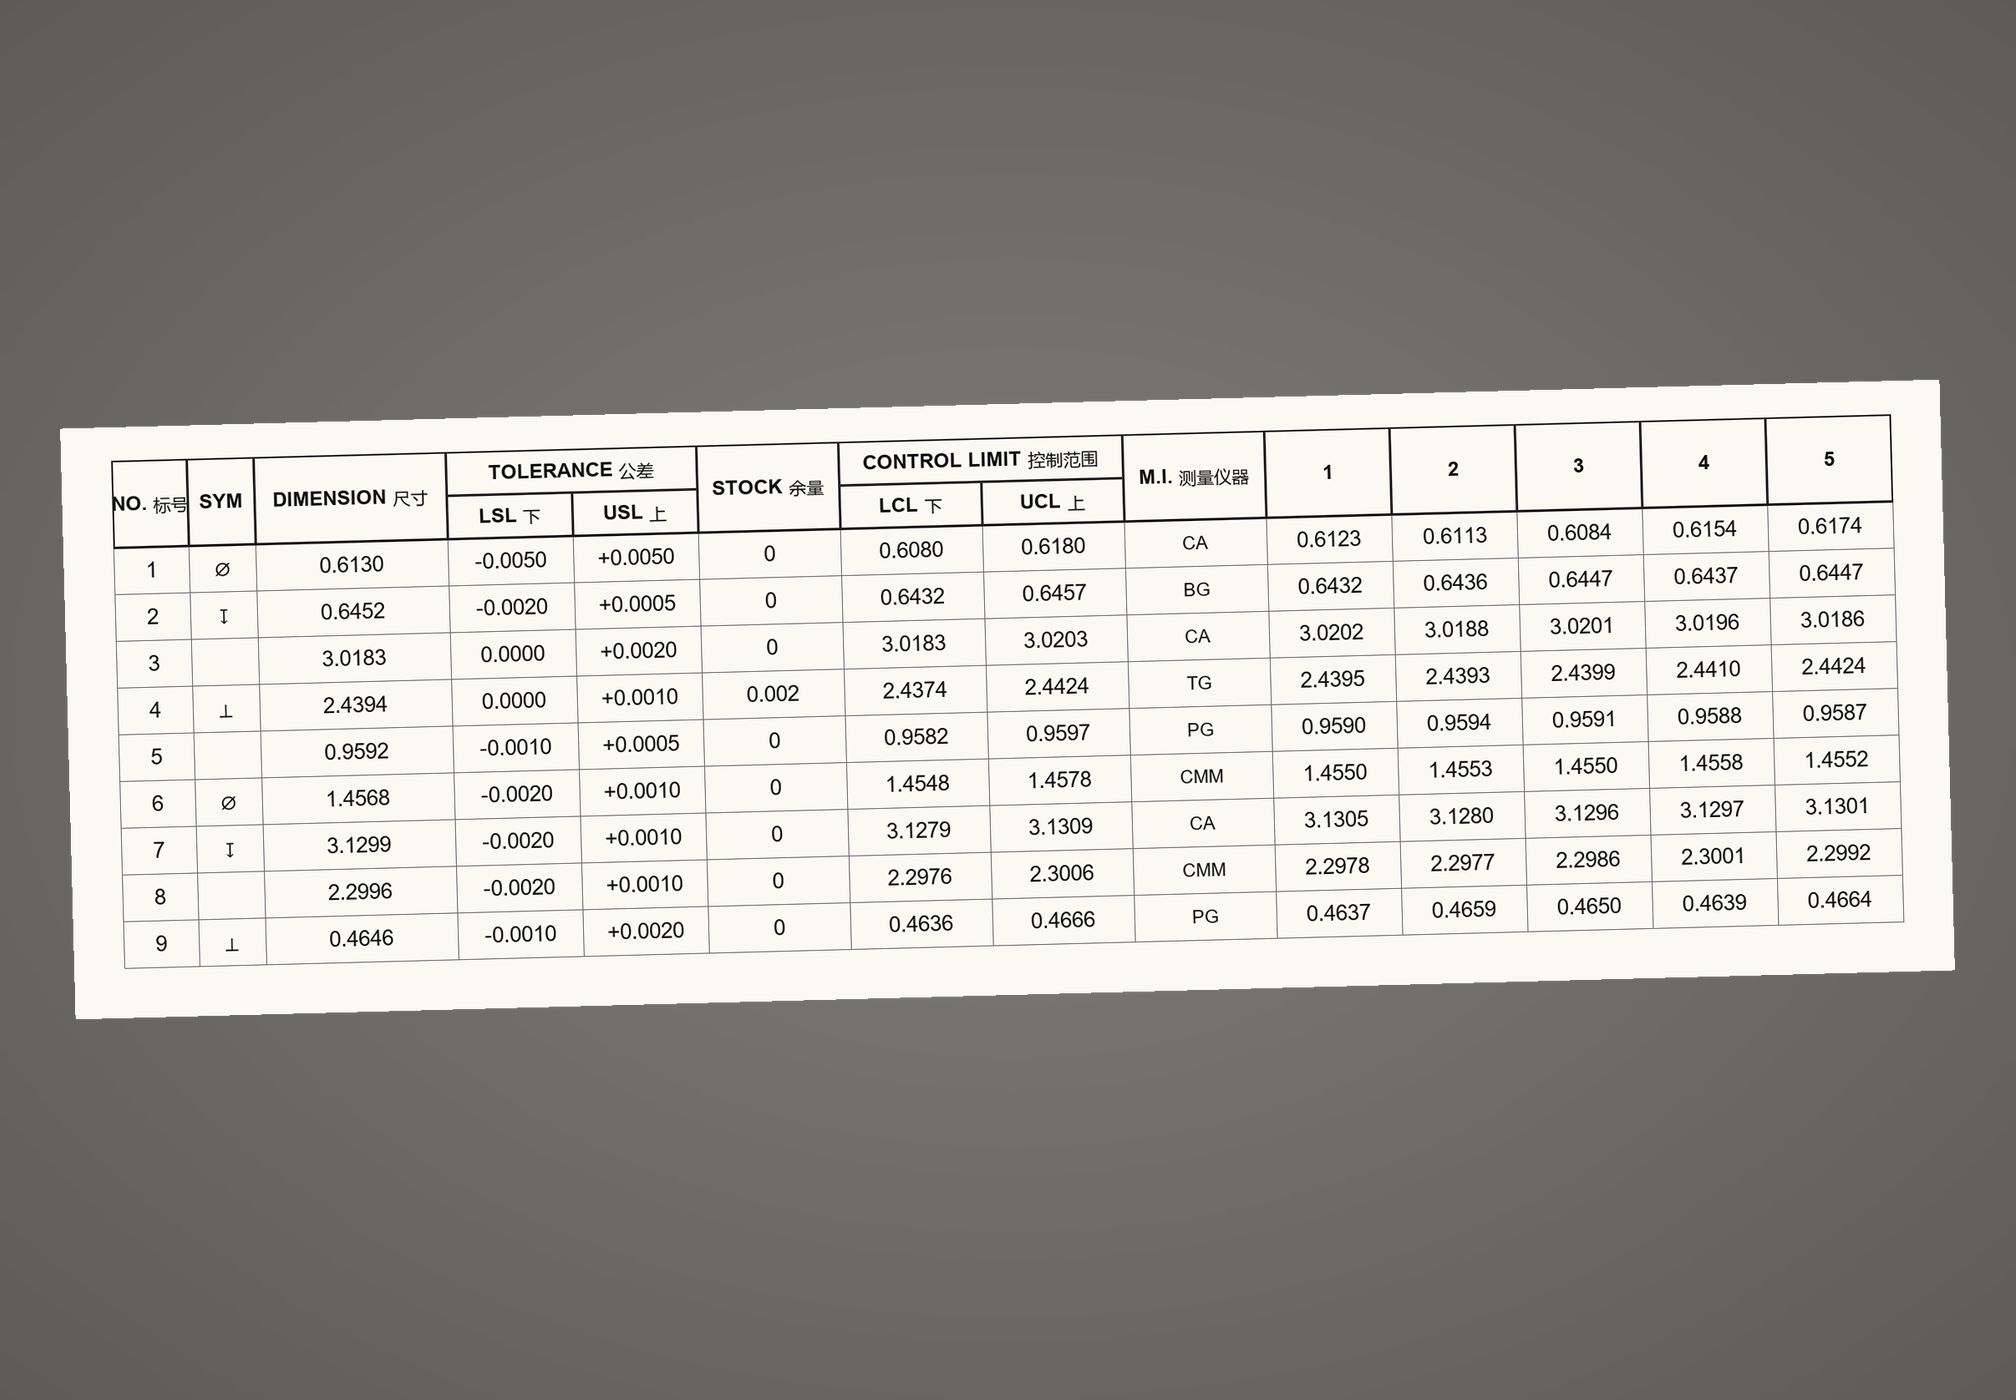 NO. 标号 SYM DIMENSION 尺寸 TOLERANCE 公差 STOCK 余量 CONTROL LIMIT 控制范围 M.I. 测量仪器 1 2 3 4 5
LSL 下 USL 上 LCL 下 UCL 上
1 ∅ 0.6130 -0.0050 +0.0050 0 0.6080 0.6180 CA 0.6123 0.6113 0.6084 0.6154 0.6174
2 ↧ 0.6452 -0.0020 +0.0005 0 0.6432 0.6457 BG 0.6432 0.6436 0.6447 0.6437 0.6447
3 3.0183 0.0000 +0.0020 0 3.0183 3.0203 CA 3.0202 3.0188 3.0201 3.0196 3.0186
4 ⊥ 2.4394 0.0000 +0.0010 0.002 2.4374 2.4424 TG 2.4395 2.4393 2.4399 2.4410 2.4424
5 0.9592 -0.0010 +0.0005 0 0.9582 0.9597 PG 0.9590 0.9594 0.9591 0.9588 0.9587
6 ∅ 1.4568 -0.0020 +0.0010 0 1.4548 1.4578 CMM 1.4550 1.4553 1.4550 1.4558 1.4552
7 ↧ 3.1299 -0.0020 +0.0010 0 3.1279 3.1309 CA 3.1305 3.1280 3.1296 3.1297 3.1301
8 2.2996 -0.0020 +0.0010 0 2.2976 2.3006 CMM 2.2978 2.2977 2.2986 2.3001 2.2992
9 ⊥ 0.4646 -0.0010 +0.0020 0 0.4636 0.4666 PG 0.4637 0.4659 0.4650 0.4639 0.4664